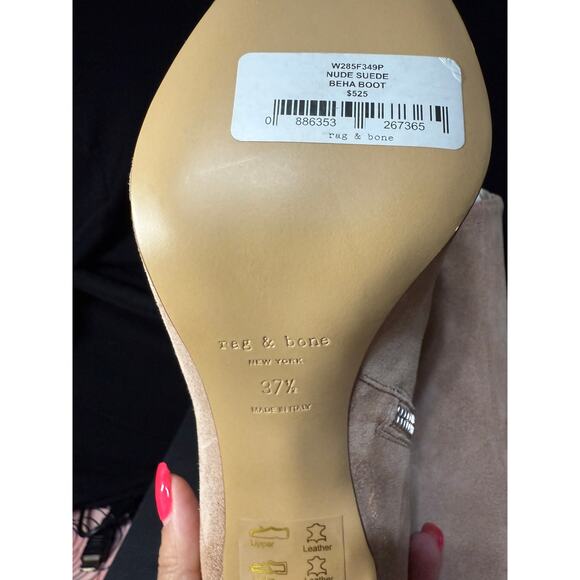 W285F349P
NUDE SUEDE
BEHA BOOT
$525
0 886353 267365
rag & bone
rag & bone
NEW YORK
37½
MADE IN ITALY
Upper Leather